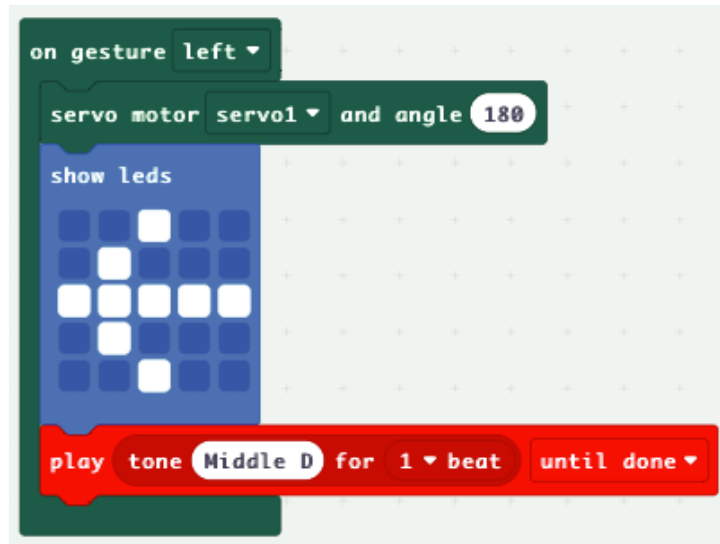 on gesture left
servo motor servo1 and angle 180
show leds
play tone Middle D for 1 beat until done